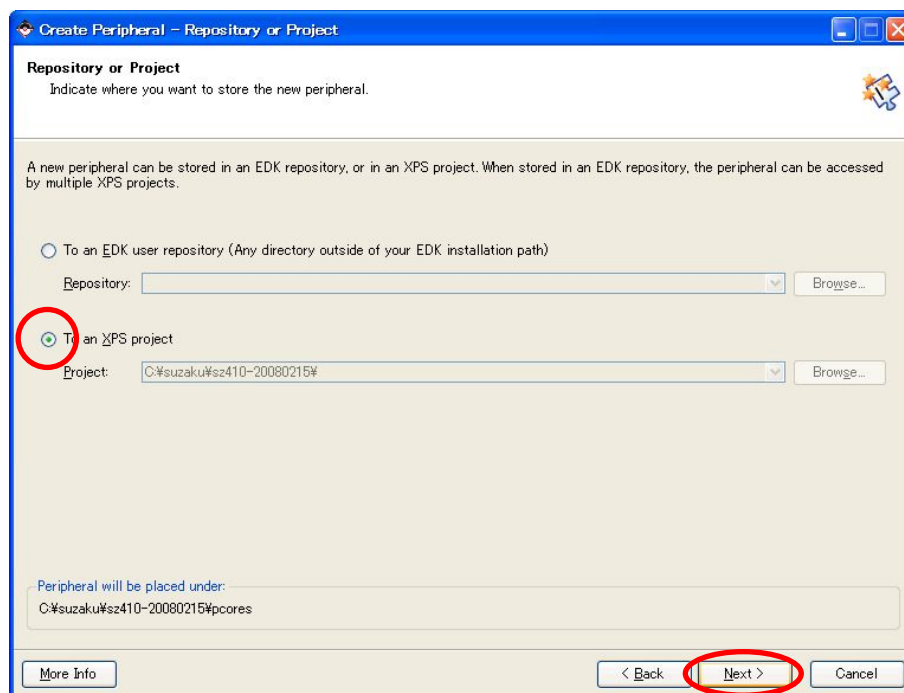 Create Peripheral - Repository or Project
Repository or Project
Indicate where you want to store the new peripheral.
A new peripheral can be stored in an EDK repository, or in an XPS project. When stored in an EDK repository, the peripheral can be accessed
by multiple XPS projects.
To an EDK user repository (Any directory outside of your EDK installation path)
Repository:
Browse...
To an XPS project
Project:
C:¥suzaku¥sz410-20080215¥
Browse...
Peripheral will be placed under:
C:¥suzaku¥sz410-20080215¥pcores
More Info
< Back
Next >
Cancel